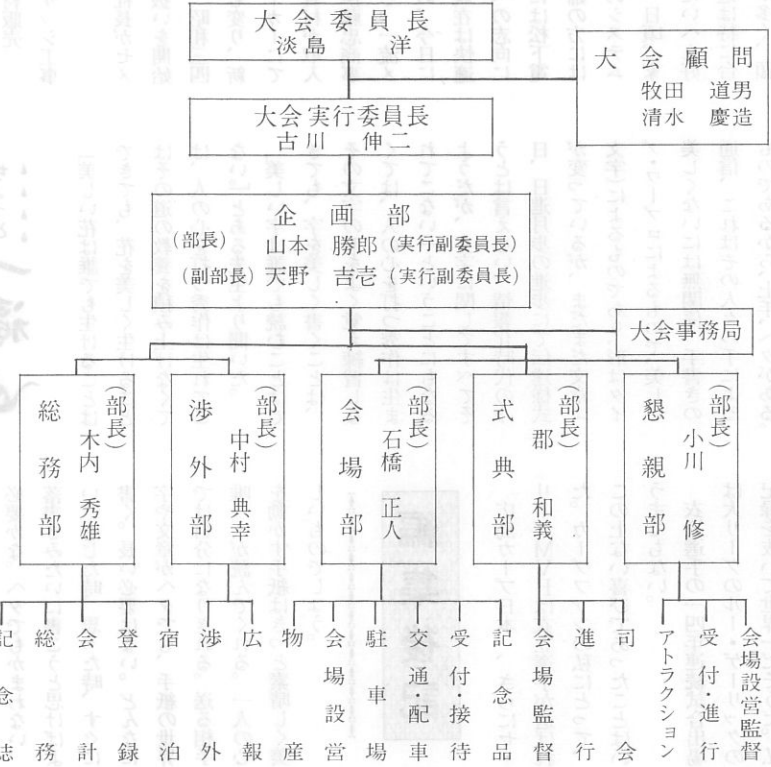 大会委員長
淡島 洋
大会顧問
牧田 道男
清水 慶造
大会実行委員長
古川 伸二
企画部
（部長） 山本 勝郎（実行副委員長）
（副部長） 天野 吉壱（実行副委員長）
大会事務局
（部長）
小川 修
懇親部
（部長）
郡 和義
式典部
（部長）
石橋 正人
会場部
（部長）
中村 典幸
渉外部
（部長）
木内 秀雄
総務部
会場設営監督
受付・進行
アトラクション
司会
進行
会場監督
記念品
受付・接待
交通・配車
駐車場
会場設営
物産
広報
渉外
宿泊
登録
会計
総務
記念誌